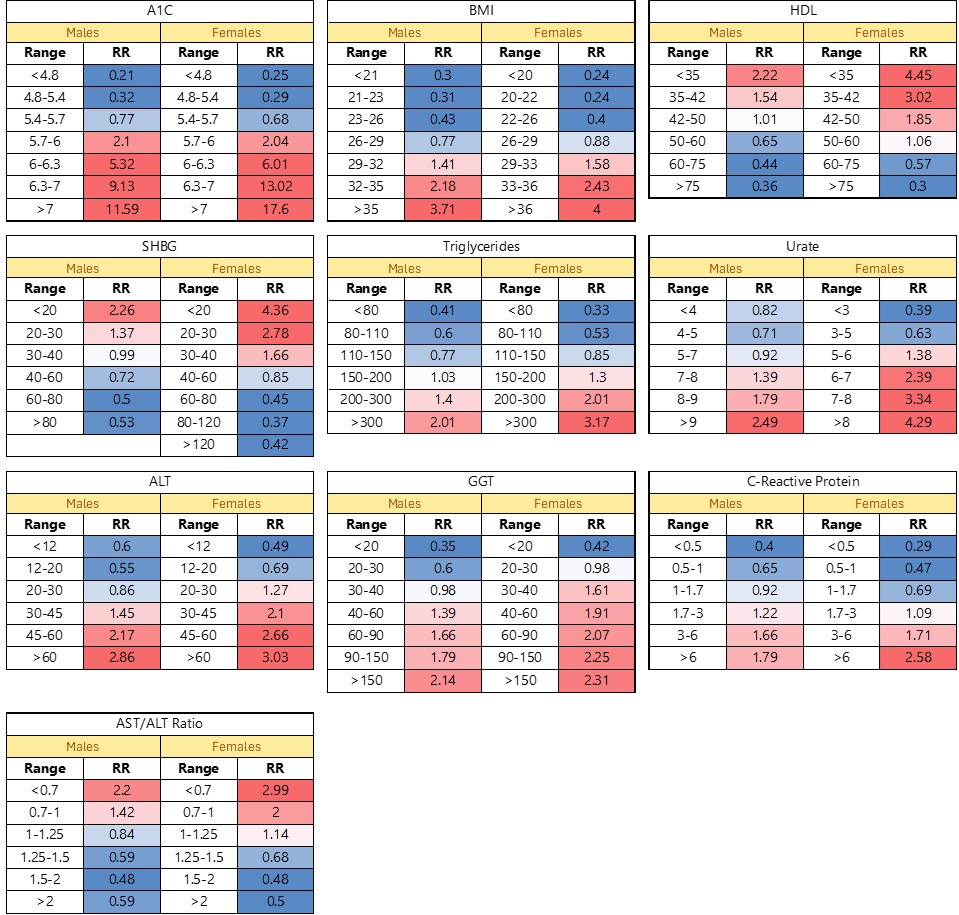 A1C
Males Females
Range RR Range RR
<4.8 0.21 <4.8 0.25
4.8-5.4 0.32 4.8-5.4 0.29
5.4-5.7 0.77 5.4-5.7 0.68
5.7-6 2.1 5.7-6 2.04
6-6.3 5.32 6-6.3 6.01
6.3-7 9.13 6.3-7 13.02
>7 11.59 >7 17.6
BMI
Males Females
Range RR Range RR
<21 0.3 <20 0.24
21-23 0.31 20-22 0.24
23-26 0.43 22-26 0.4
26-29 0.77 26-29 0.88
29-32 1.41 29-33 1.58
32-35 2.18 33-36 2.43
>35 3.71 >36 4
HDL
Males Females
Range RR Range RR
<35 2.22 <35 4.45
35-42 1.54 35-42 3.02
42-50 1.01 42-50 1.85
50-60 0.65 50-60 1.06
60-75 0.44 60-75 0.57
>75 0.36 >75 0.3
SHBG
Males Females
Range RR Range RR
<20 2.26 <20 4.36
20-30 1.37 20-30 2.78
30-40 0.99 30-40 1.66
40-60 0.72 40-60 0.85
60-80 0.5 60-80 0.45
>80 0.53 80-120 0.37
>120 0.42
Triglycerides
Males Females
Range RR Range RR
<80 0.41 <80 0.33
80-110 0.6 80-110 0.53
110-150 0.77 110-150 0.85
150-200 1.03 150-200 1.3
200-300 1.4 200-300 2.01
>300 2.01 >300 3.17
Urate
Males Females
Range RR Range RR
<4 0.82 <3 0.39
4-5 0.71 3-5 0.63
5-7 0.92 5-6 1.38
7-8 1.39 6-7 2.39
8-9 1.79 7-8 3.34
>9 2.49 >8 4.29
ALT
Males Females
Range RR Range RR
<12 0.6 <12 0.49
12-20 0.55 12-20 0.69
20-30 0.86 20-30 1.27
30-45 1.45 30-45 2.1
45-60 2.17 45-60 2.66
>60 2.86 >60 3.03
GGT
Males Females
Range RR Range RR
<20 0.35 <20 0.42
20-30 0.6 20-30 0.98
30-40 0.98 30-40 1.61
40-60 1.39 40-60 1.91
60-90 1.66 60-90 2.07
90-150 1.79 90-150 2.25
>150 2.14 >150 2.31
C-Reactive Protein
Males Females
Range RR Range RR
<0.5 0.4 <0.5 0.29
0.5-1 0.65 0.5-1 0.47
1-1.7 0.92 1-1.7 0.69
1.7-3 1.22 1.7-3 1.09
3-6 1.66 3-6 1.71
>6 1.79 >6 2.58
AST/ALT Ratio
Males Females
Range RR Range RR
<0.7 2.2 <0.7 2.99
0.7-1 1.42 0.7-1 2
1-1.25 0.84 1-1.25 1.14
1.25-1.5 0.59 1.25-1.5 0.68
1.5-2 0.48 1.5-2 0.48
>2 0.59 >2 0.5